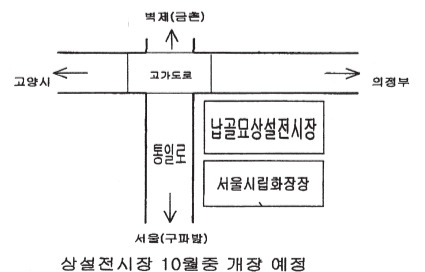 벽제(금촌)
고양시
고가도로
의정부
납골묘상설전시장
통일로
서울시립화장장
서울(구파발)
상설전시장 10월중 개장 예정